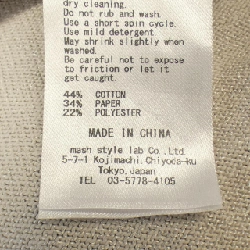 dry cleaning.
Do not rub and wash.
Use a short spin cycle.
Use mild detergent.
May shrink slightly when
washed.
Be careful not to expose
to friction or let it
get caught.
44% COTTON
34% PAPER
22% POLYESTER
MADE IN CHINA
mash style lab Co., Ltd.
5-7-1 Kojimachi, Chiyoda-ku
Tokyo, Japan
TEL 03-5778-4105